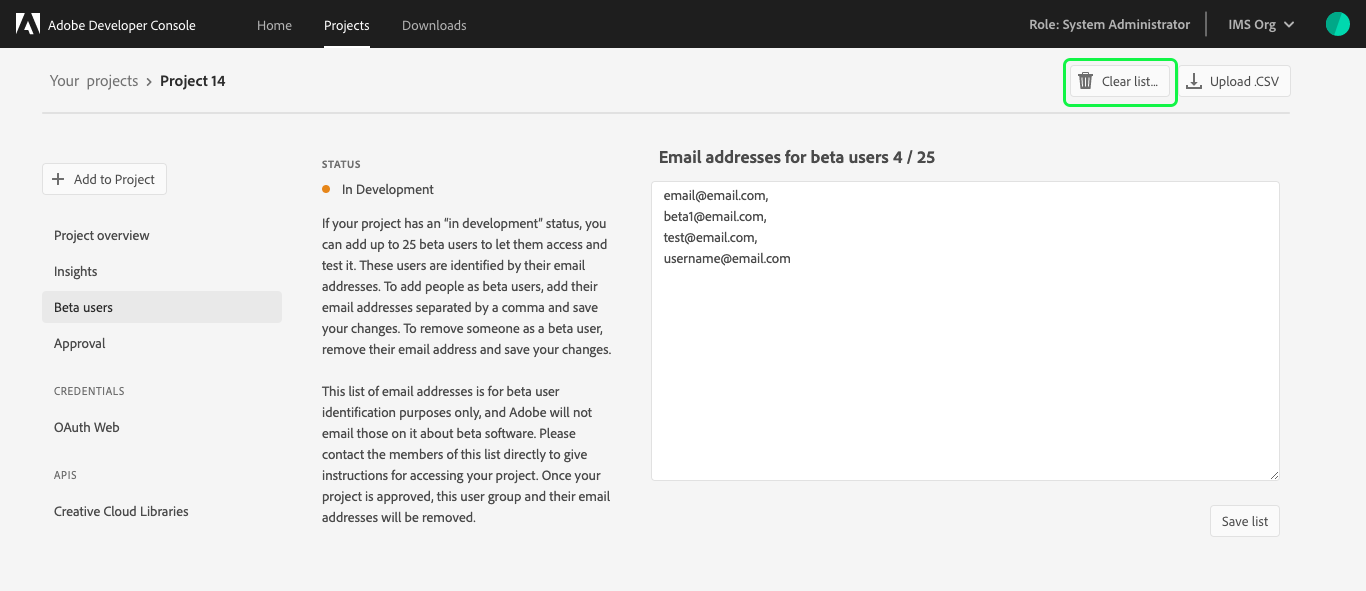 Adobe Developer Console
Home
Projects
Downloads
Role: System Administrator
IMS Org
Your projects > Project 14
Clear list...
Upload .CSV
Add to Project
Project overview
Insights
Beta users
Approval
CREDENTIALS
OAuth Web
APIS
Creative Cloud Libraries
STATUS
In Development
If your project has an “in development” status, you
can add up to 25 beta users to let them access and
test it. These users are identified by their email
addresses. To add people as beta users, add their
email addresses separated by a comma and save
your changes. To remove someone as a beta user,
remove their email address and save your changes.
This list of email addresses is for beta user
identification purposes only, and Adobe will not
email those on it about beta software. Please
contact the members of this list directly to give
instructions for accessing your project. Once your
project is approved, this user group and their email
addresses will be removed.
Email addresses for beta users 4 / 25
email@email.com,
beta1@email.com,
test@email.com,
username@email.com
Save list